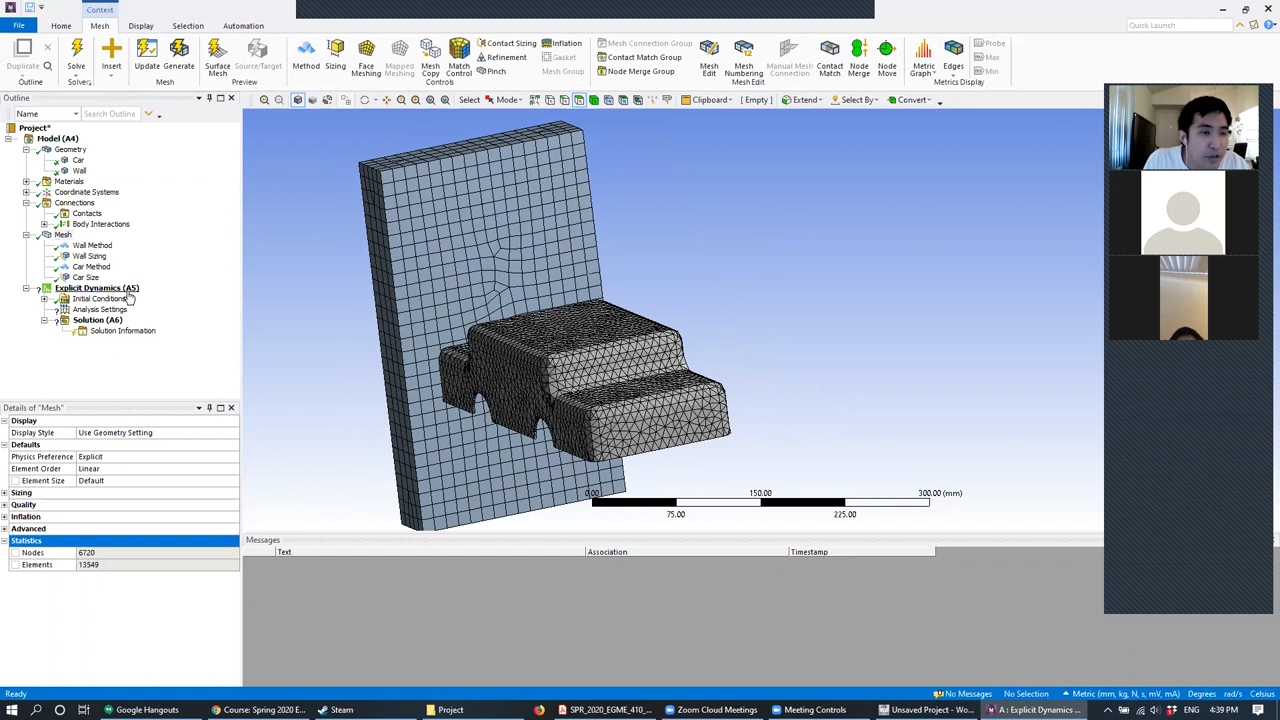 Context
File Home Mesh Display Selection Automation Quick Launch
Duplicate Solve Insert Update Generate Surface Mesh Source/Target Method Sizing Face Meshing Mapped Meshing Mesh Copy Match Control Contact Sizing Refinement Pinch Inflation Gasket Mesh Group Mesh Connection Group Contact Match Group Node Merge Group Mesh Edit Mesh Numbering Manual Mesh Connection Contact Match Node Merge Node Move Mesh Metric Graph Edges Probe Max Min
Outline Solver Mesh Preview Controls Mesh Edit Metrics Display
Outline
Name Search Outline
Select Mode Clipboard [ Empty ] Extend Select By Convert
Project*
Model (A4)
Geometry
Car
Wall
Materials
Coordinate Systems
Connections
Contacts
Body Interactions
Mesh
Wall Method
Wall Sizing
Car Method
Car Size
Explicit Dynamics (A5)
Initial Conditions
Analysis Settings
Solution (A6)
Solution Information
Details of "Mesh"
Display
Display Style Use Geometry Setting
Defaults
Physics Preference Explicit
Element Order Linear
Element Size Default
Sizing
Quality
Inflation
Advanced
Statistics
Nodes 6720
Elements 13549
0.00 150.00 300.00 (mm)
75.00 225.00
Messages
Text Association Timestamp
Ready No Messages No Selection Metric (mm, kg, N, s, mV, mA) Degrees rad/s Celsius
Google Hangouts Course: Spring 2020 E... Steam Project SPR_2020_EGME_410_... Zoom Cloud Meetings Meeting Controls Unsaved Project - Wo... A : Explicit Dynamics ... ENG 4:39 PM